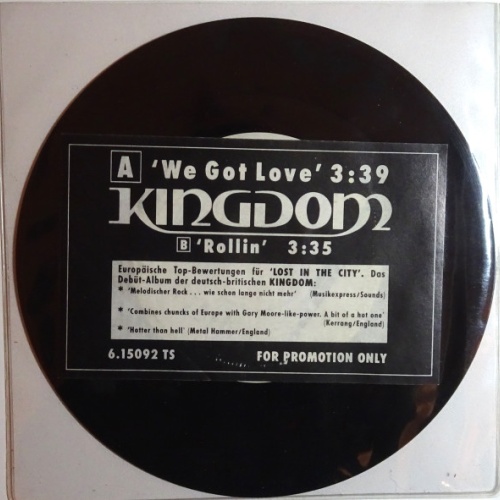 A 'We Got Love' 3:39
KINGDOM
B 'Rollin' 3:35
Europäische Top-Bewertungen für 'LOST IN THE CITY'. Das
Debüt-Album der deutsch-britischen KINGDOM:
* 'Melodischer Rock . . . wie schon lange nicht mehr' (Musikexpress/Sounds)
* 'Combines chuncks of Europe with Gary Moore-like-power. A bit of a hot one'
(Kerrang/England)
* 'Hotter than hell' (Metal Hammer/England)
6.15092 TS FOR PROMOTION ONLY